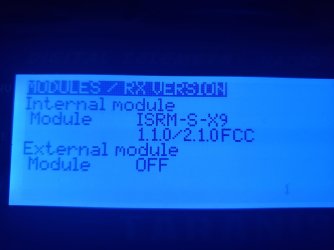 MODULES / RX VERSION
Internal module
Module ISRM-S-X9
1.1.0/2.1.0FCC
External module
Module OFF